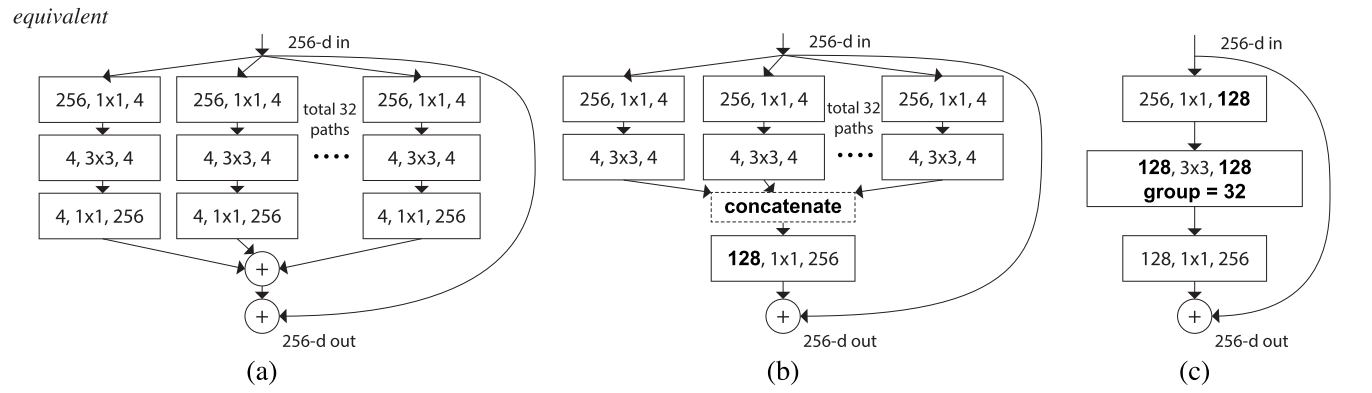 equivalent
256-d in
256, 1x1, 4
256, 1x1, 4
256, 1x1, 4
total 32
paths
4, 3x3, 4
4, 3x3, 4
....
4, 3x3, 4
4, 1x1, 256
4, 1x1, 256
4, 1x1, 256
+
+
256-d out
(a)
256-d in
256, 1x1, 4
256, 1x1, 4
256, 1x1, 4
total 32
paths
4, 3x3, 4
4, 3x3, 4
....
4, 3x3, 4
concatenate
128, 1x1, 256
+
256-d out
(b)
256-d in
256, 1x1, 128
128, 3x3, 128
group = 32
128, 1x1, 256
+
256-d out
(c)